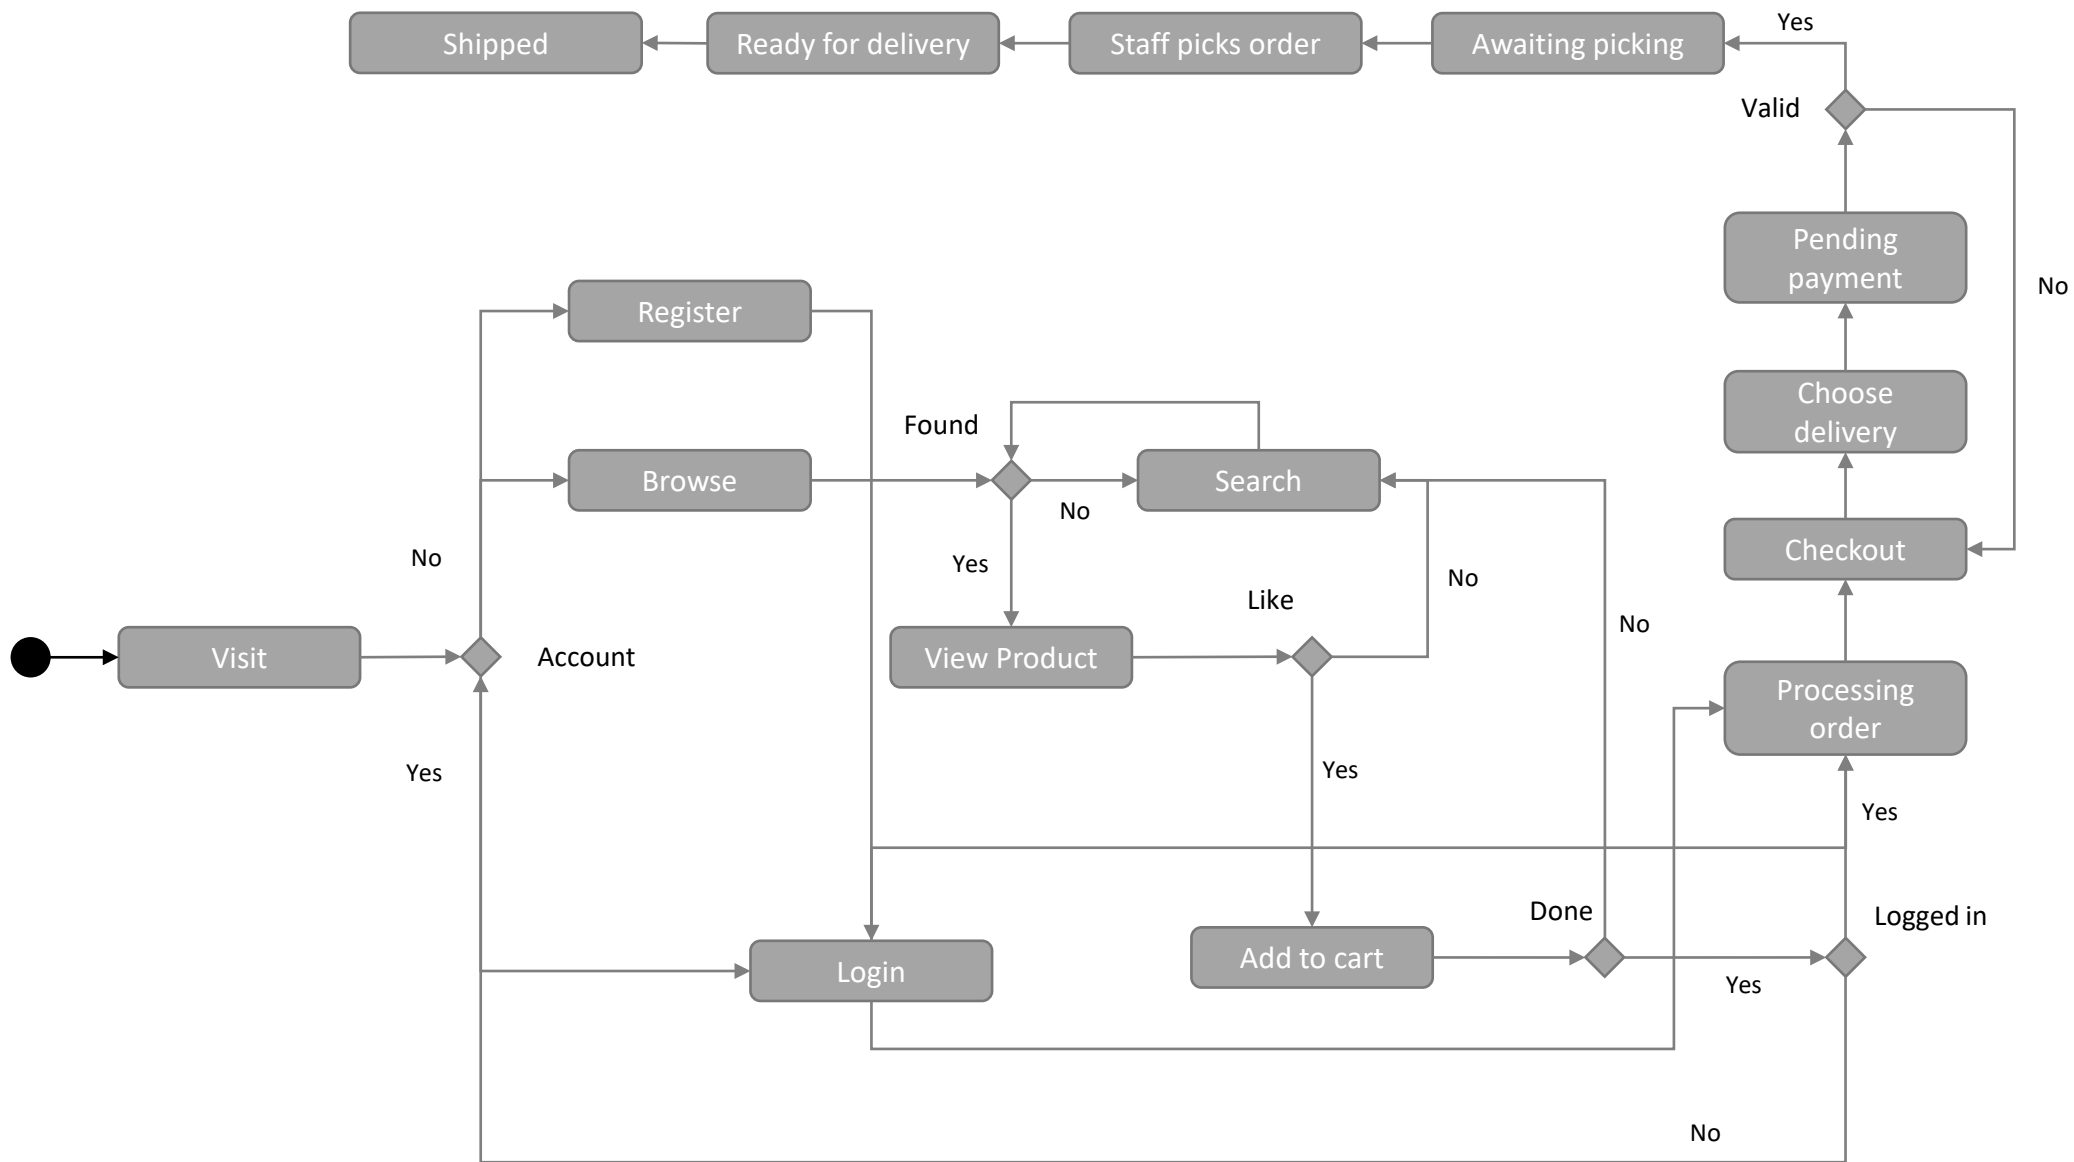 Shipped
Ready for delivery
Staff picks order
Awaiting picking
Yes
Valid
Pending
payment
No
Register
Choose
delivery
Found
Browse
Search
No
No
Checkout
Yes
No
Like
No
Visit
Account
View Product
Processing
order
Yes
Yes
Yes
Done
Logged in
Login
Add to cart
Yes
No